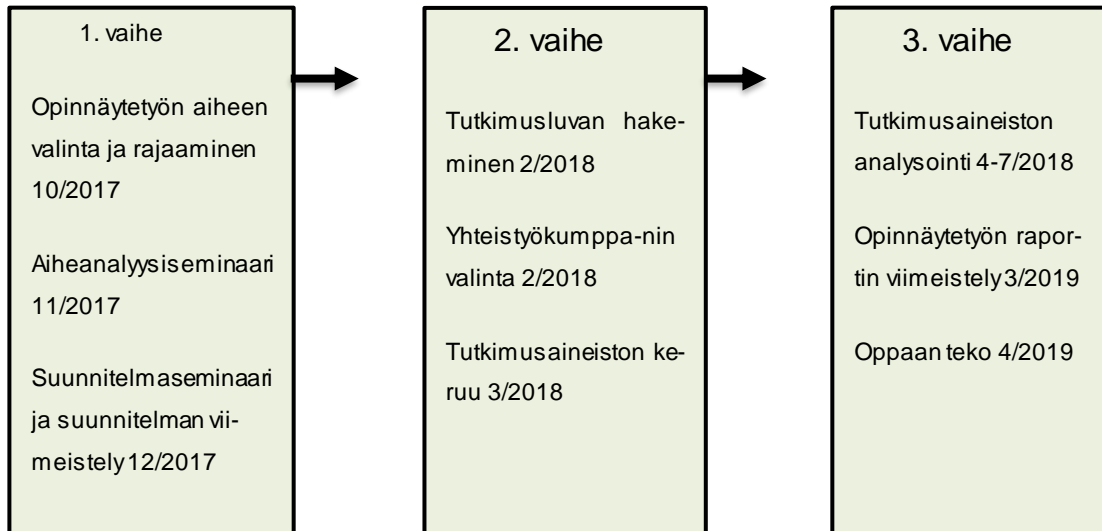 1. vaihe
Opinnäytetyön aiheen
valinta ja rajaaminen
10/2017
Aiheanalyysiseminaari
11/2017
Suunnitelmaseminaari
ja suunnitelman vii-
meistely 12/2017
2. vaihe
Tutkimusluvan hake-
minen 2/2018
Yhteistyökumppa-nin
valinta 2/2018
Tutkimusaineiston ke-
ruu 3/2018
3. vaihe
Tutkimusaineiston
analysointi 4-7/2018
Opinnäytetyön rapor-
tin viimeistely 3/2019
Oppaan teko 4/2019